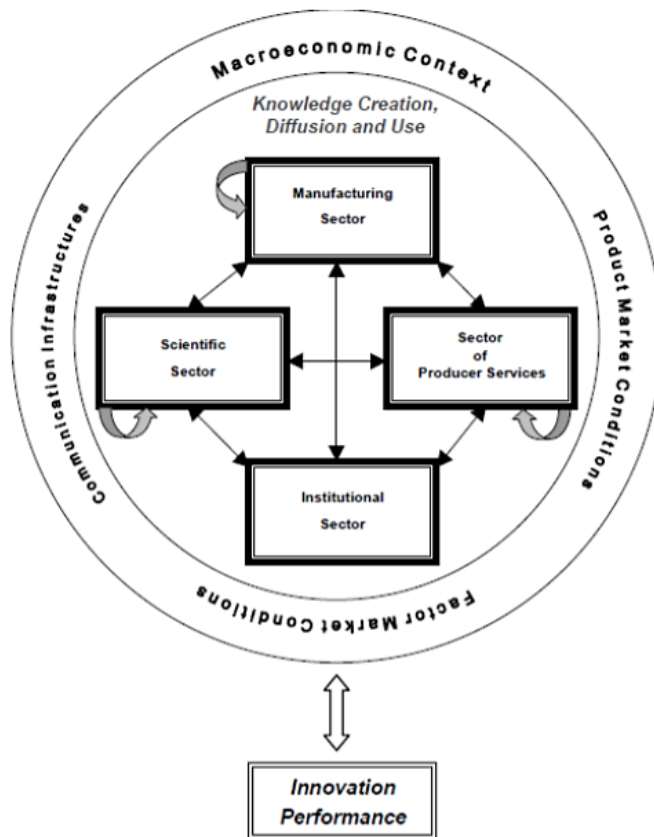 Macroeconomic Context
Knowledge Creation,
Diffusion and Use
Manufacturing
Sector
Communication Infrastructures
Product Market Conditions
Scientific
Sector
Sector
of
Producer Services
Institutional
Sector
Factor Market Conditions
Innovation
Performance